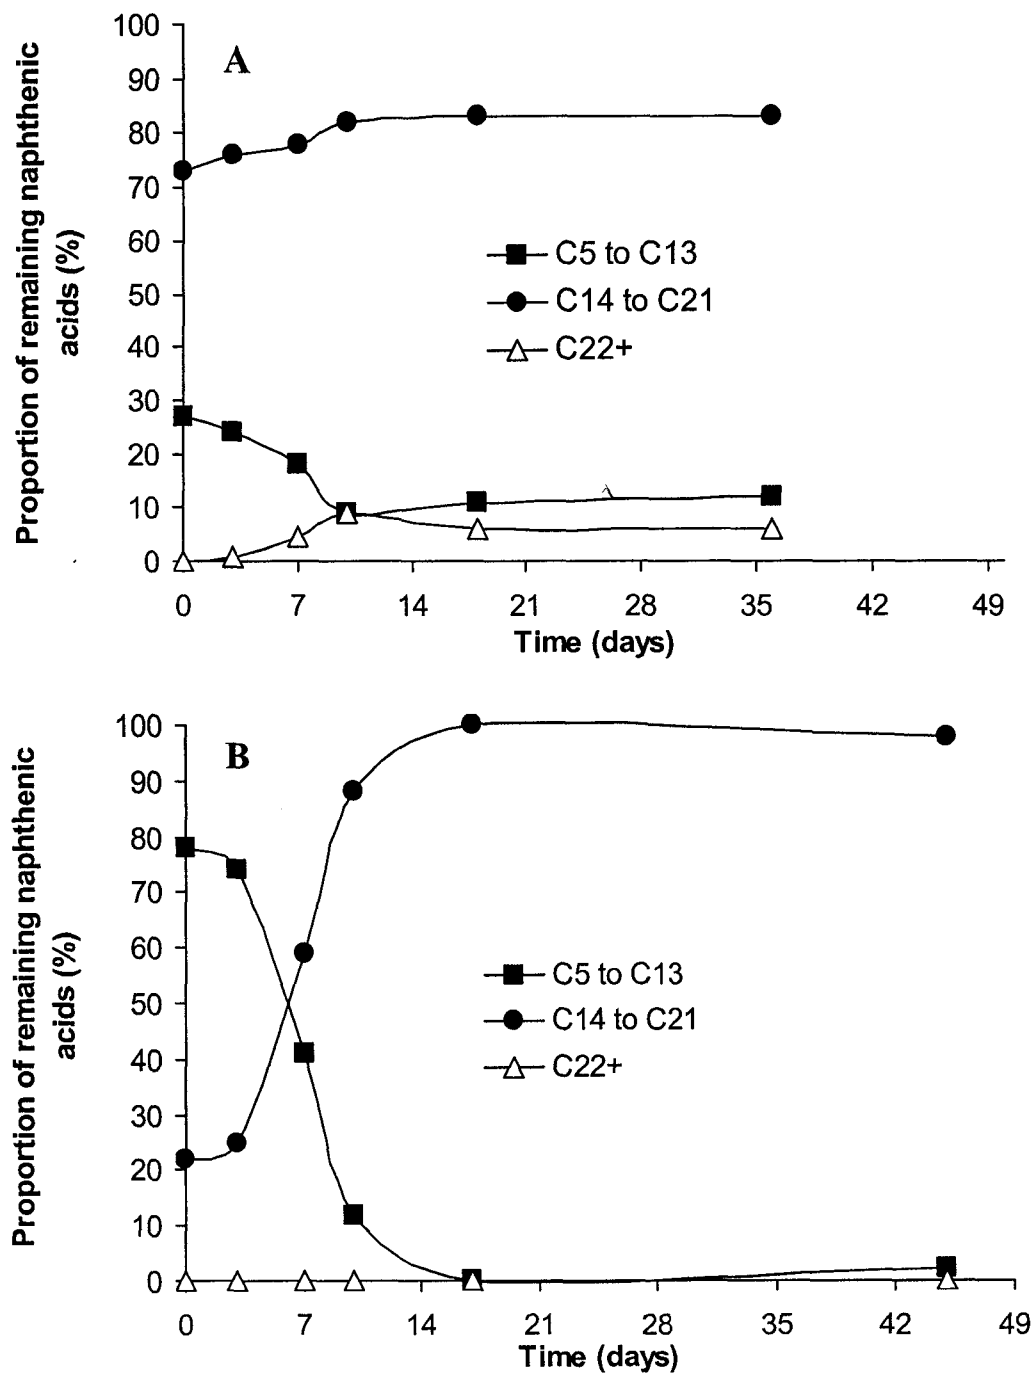 A
Proportion of remaining naphthenic
acids (%)
100
90
80
70
60
50
40
30
20
10
0
C5 to C13
C14 to C21
C22+
0 7 14 21 28 35 42 49
Time (days)
B
Proportion of remaining naphthenic
acids (%)
100
90
80
70
60
50
40
30
20
10
0
C5 to C13
C14 to C21
C22+
0 7 14 21 28 35 42 49
Time (days)